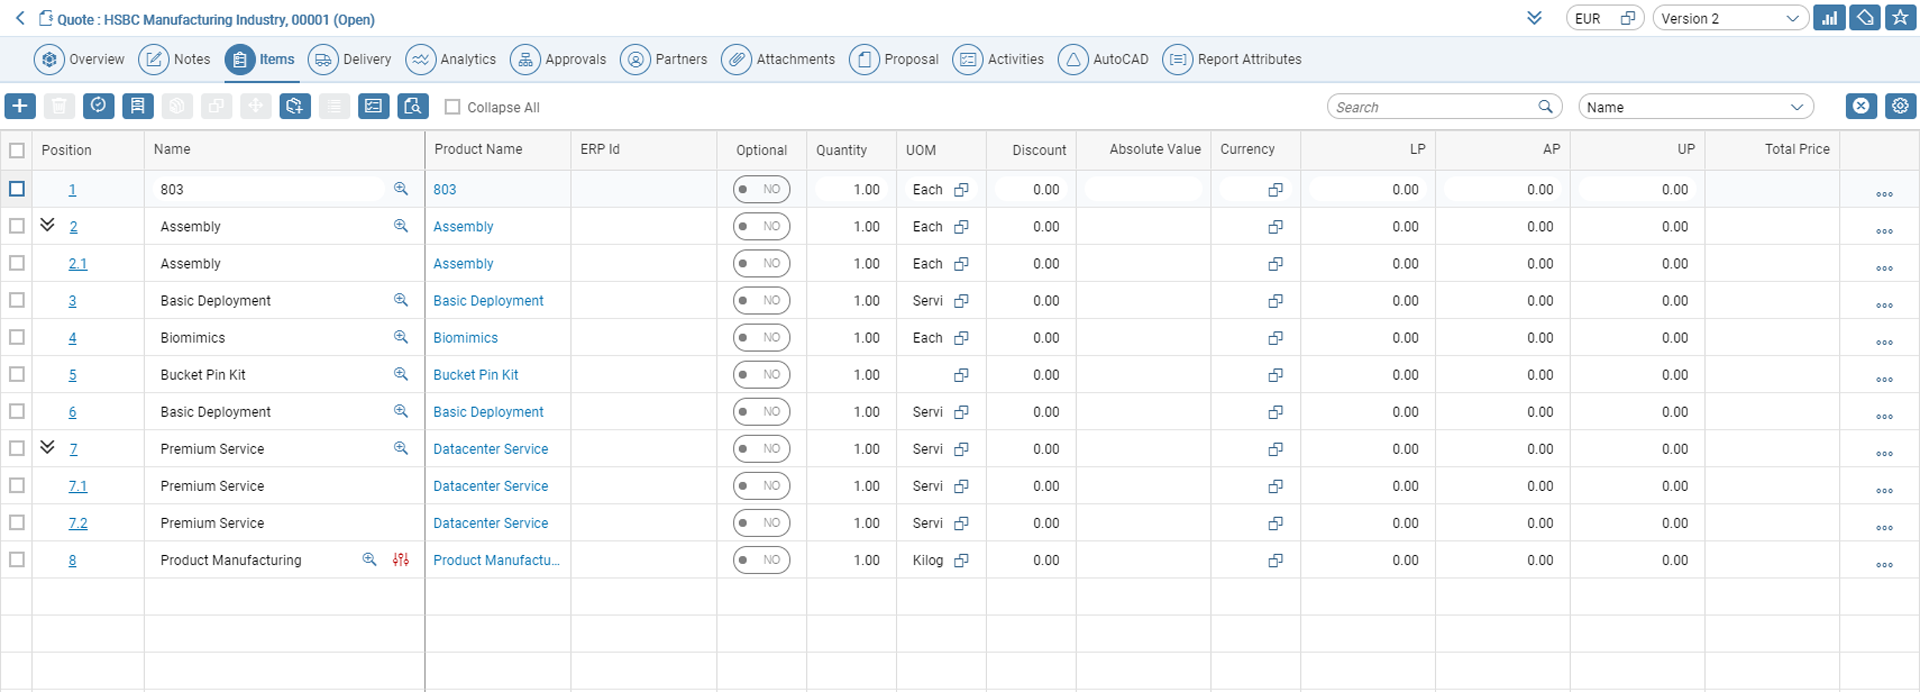 Quote : HSBC Manufacturing Industry, 00001 (Open) EUR Version 2
Overview Notes Items Delivery Analytics Approvals Partners Attachments Proposal Activities AutoCAD Report Attributes
Collapse All Search Name
Position Name Product Name ERP Id Optional Quantity UOM Discount Absolute Value Currency LP AP UP Total Price
1 803 803 NO 1.00 Each 0.00 0.00 0.00 0.00
2 Assembly Assembly NO 1.00 Each 0.00 0.00 0.00 0.00
2.1 Assembly Assembly NO 1.00 Each 0.00 0.00 0.00 0.00
3 Basic Deployment Basic Deployment NO 1.00 Servi 0.00 0.00 0.00 0.00
4 Biomimics Biomimics NO 1.00 Each 0.00 0.00 0.00 0.00
5 Bucket Pin Kit Bucket Pin Kit NO 1.00 0.00 0.00 0.00 0.00
6 Basic Deployment Basic Deployment NO 1.00 Servi 0.00 0.00 0.00 0.00
7 Premium Service Datacenter Service NO 1.00 Servi 0.00 0.00 0.00 0.00
7.1 Premium Service Datacenter Service NO 1.00 Servi 0.00 0.00 0.00 0.00
7.2 Premium Service Datacenter Service NO 1.00 Servi 0.00 0.00 0.00 0.00
8 Product Manufacturing Product Manufactu... NO 1.00 Kilog 0.00 0.00 0.00 0.00